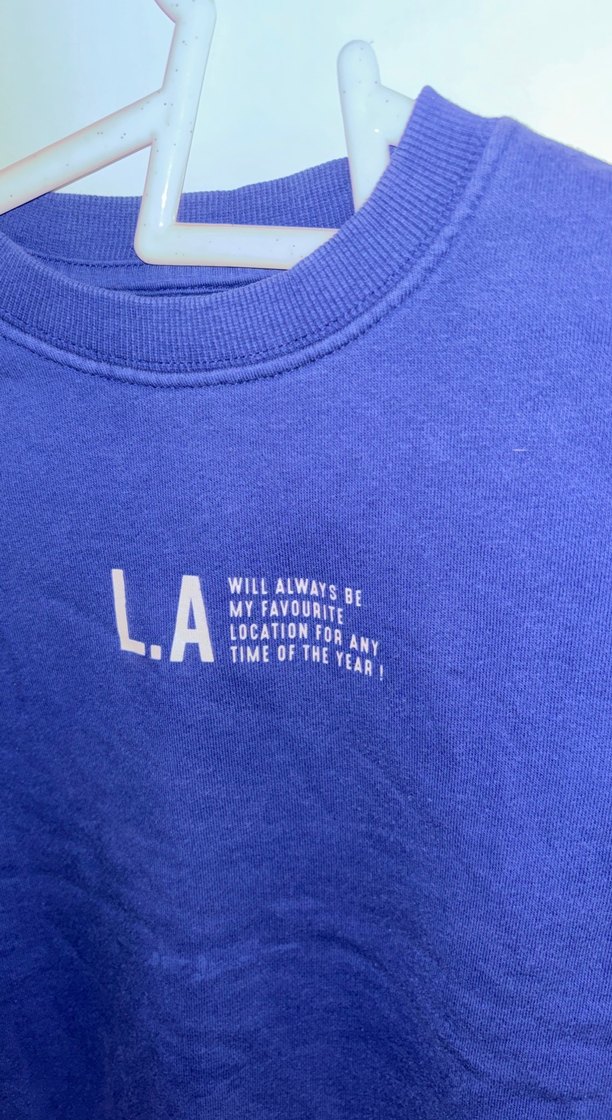 L.A
WILL ALWAYS BE
MY FAVOURITE
LOCATION FOR ANY
TIME OF THE YEAR !